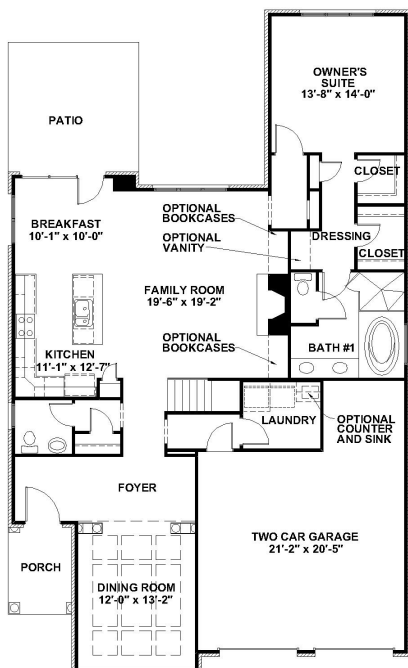 OWNER'S
SUITE
13'-8" x 14'-0"
PATIO
CLOSET
BREAKFAST
10'-1" x 10'-0"
OPTIONAL
BOOKCASES
OPTIONAL
VANITY
DRESSING
CLOSET
FAMILY ROOM
19'-6" x 19'-2"
OPTIONAL
BOOKCASES
BATH #1
KITCHEN
11'-1" x 12'-7"
LAUNDRY
OPTIONAL
COUNTER
AND SINK
FOYER
TWO CAR GARAGE
21'-2" x 20'-5"
PORCH
DINING ROOM
12'-0" x 13'-2"